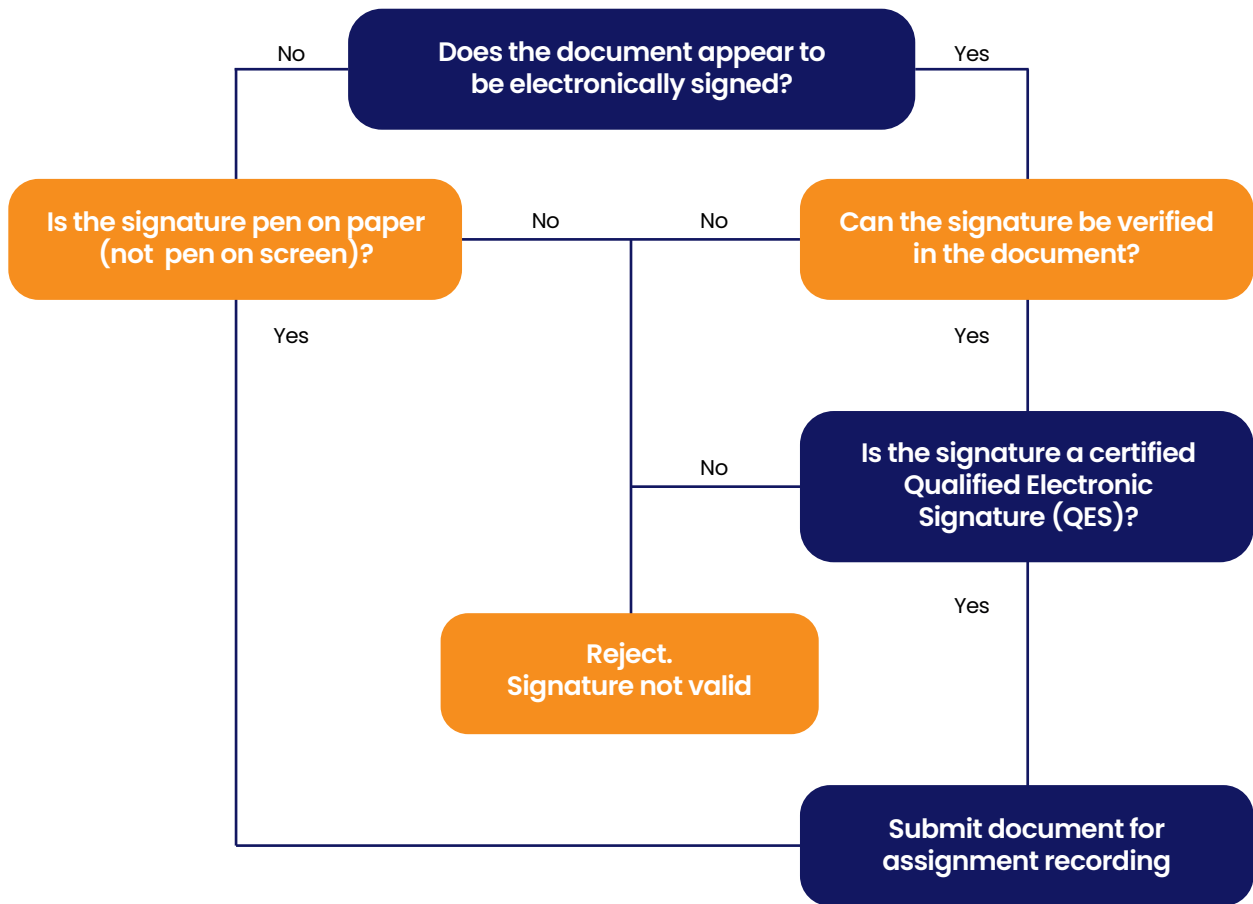 No
Does the document appear to
be electronically signed?
Yes
Is the signature pen on paper
(not pen on screen)?
No
No
Can the signature be verified
in the document?
Yes
Yes
Is the signature a certified
Qualified Electronic
Signature (QES)?
No
Yes
Reject.
Signature not valid
Submit document for
assignment recording